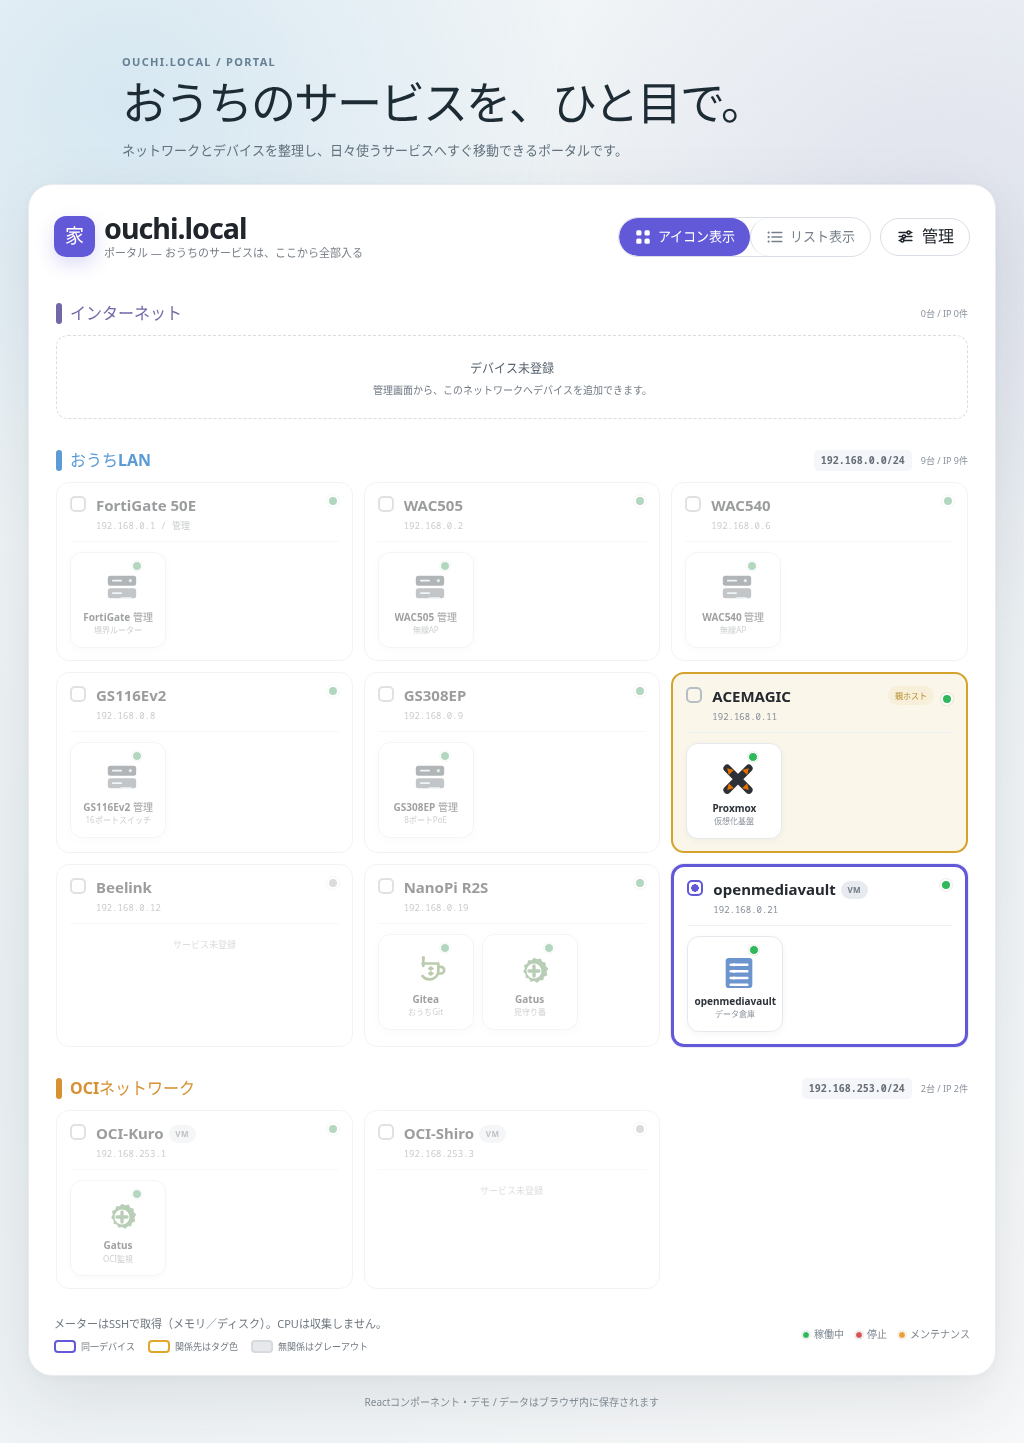 OUCHI.LOCAL / PORTAL
おうちのサービスを、ひと目で。
ネットワークとデバイスを整理し、日々使うサービスへすぐ移動できるポータルです。
家
ouchi.local
ポータル — おうちのサービスは、ここから全部入る
アイコン表示
リスト表示
管理
インターネット
0台 / IP 0件
デバイス未登録
管理画面から、このネットワークへデバイスを追加できます。
おうちLAN
192.168.0.0/24
9台 / IP 9件
FortiGate 50E
192.168.0.1 / 管理
FortiGate 管理
境界ルーター
WAC505
192.168.0.2
WAC505 管理
無線AP
WAC540
192.168.0.6
WAC540 管理
無線AP
GS116Ev2
192.168.0.8
GS116Ev2 管理
16ポートスイッチ
GS308EP
192.168.0.9
GS308EP 管理
8ポートPoE
ACEMAGIC
親ホスト
192.168.0.11
Proxmox
仮想化基盤
Beelink
192.168.0.12
サービス未登録
NanoPi R2S
192.168.0.19
Gitea
おうちGit
Gatus
見守り番
openmediavault VM
192.168.0.21
openmediavault
データ倉庫
OCIネットワーク
192.168.253.0/24
2台 / IP 2件
OCI-Kuro VM
192.168.253.1
Gatus
OCI監視
OCI-Shiro VM
192.168.253.3
サービス未登録
メーターはSSHで取得（メモリ／ディスク）。CPUは収集しません。
同一デバイス
関係先はタグ色
無関係はグレーアウト
稼働中
停止
メンテナンス
Reactコンポーネント・デモ / データはブラウザ内に保存されます